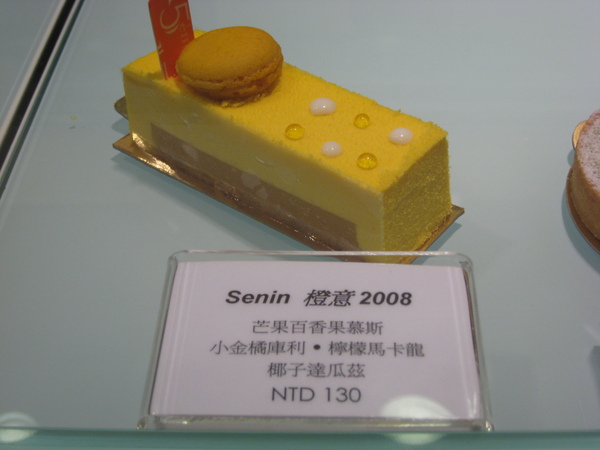 5
Senin 橙意 2008
芒果百香果慕斯
小金橘庫利•檸檬馬卡龍
椰子達瓜茲
NTD 130